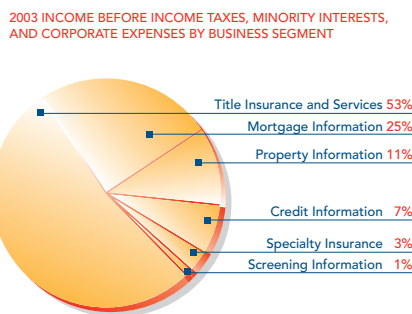 2003 INCOME BEFORE INCOME TAXES, MINORITY INTERESTS,
AND CORPORATE EXPENSES BY BUSINESS SEGMENT
Title Insurance and Services 53%
Mortgage Information 25%
Property Information 11%
Credit Information 7%
Specialty Insurance 3%
Screening Information 1%